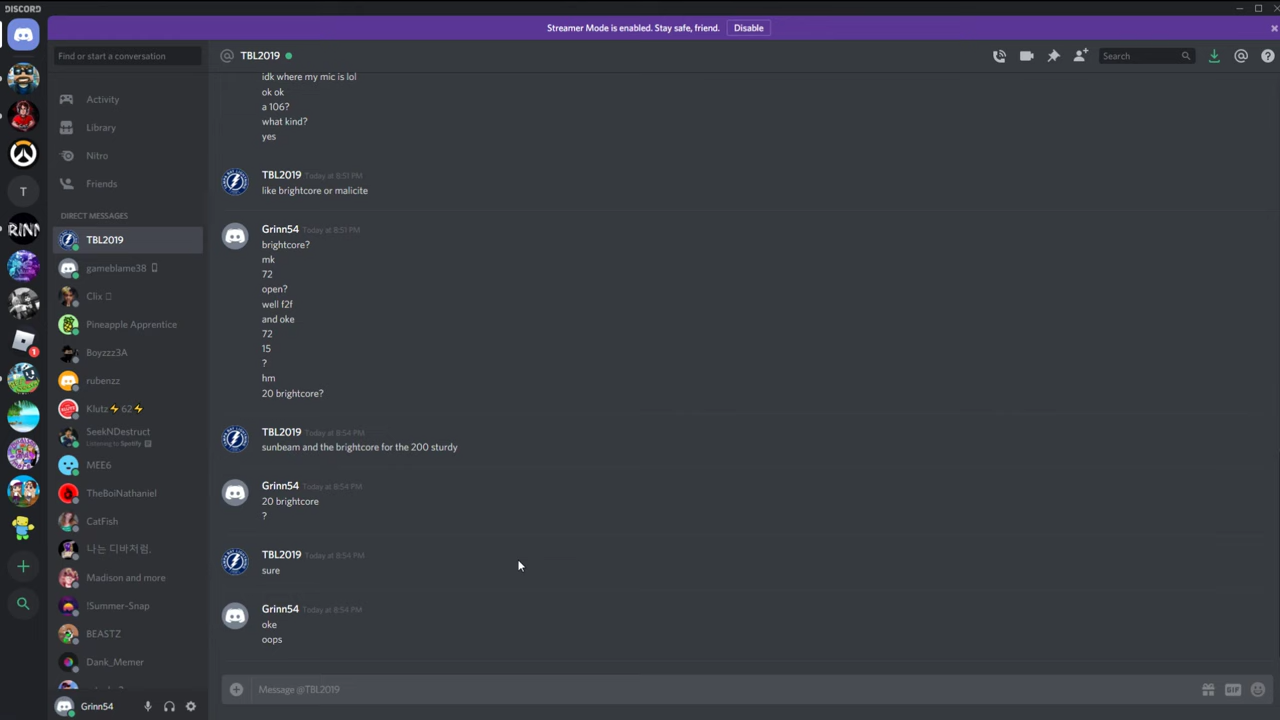 DISCORD
Streamer Mode is enabled. Stay safe, friend.
Disable
Find or start a conversation
TBL2019
Search
Activity
Library
Nitro
Friends
DIRECT MESSAGES
TBL2019
gameblame38
Clix
Pineapple Apprentice
Boyzzz3A
rubenzz
Klutz⚡62⚡
SeekNDestruct
Listening to Spotify
MEE6
TheBoiNathaniel
CatFish
나는 디바처럼,
Madison and more
!Summer-Snap
BEASTZ
Dank_Memer
Grinn54
T
RINN
1
idk where my mic is lol
ok ok
a 106?
what kind?
yes
TBL2019 Today at 8:51 PM
like brightcore or malicite
Grinn54 Today at 8:51 PM
brightcore?
mk
72
open?
well f2f
and oke
72
15
?
hm
20 brightcore?
TBL2019 Today at 8:54 PM
sunbeam and the brightcore for the 200 sturdy
Grinn54 Today at 8:54 PM
20 brightcore
?
TBL2019 Today at 8:54 PM
sure
Grinn54 Today at 8:54 PM
oke
oops
Message @TBL2019
GIF